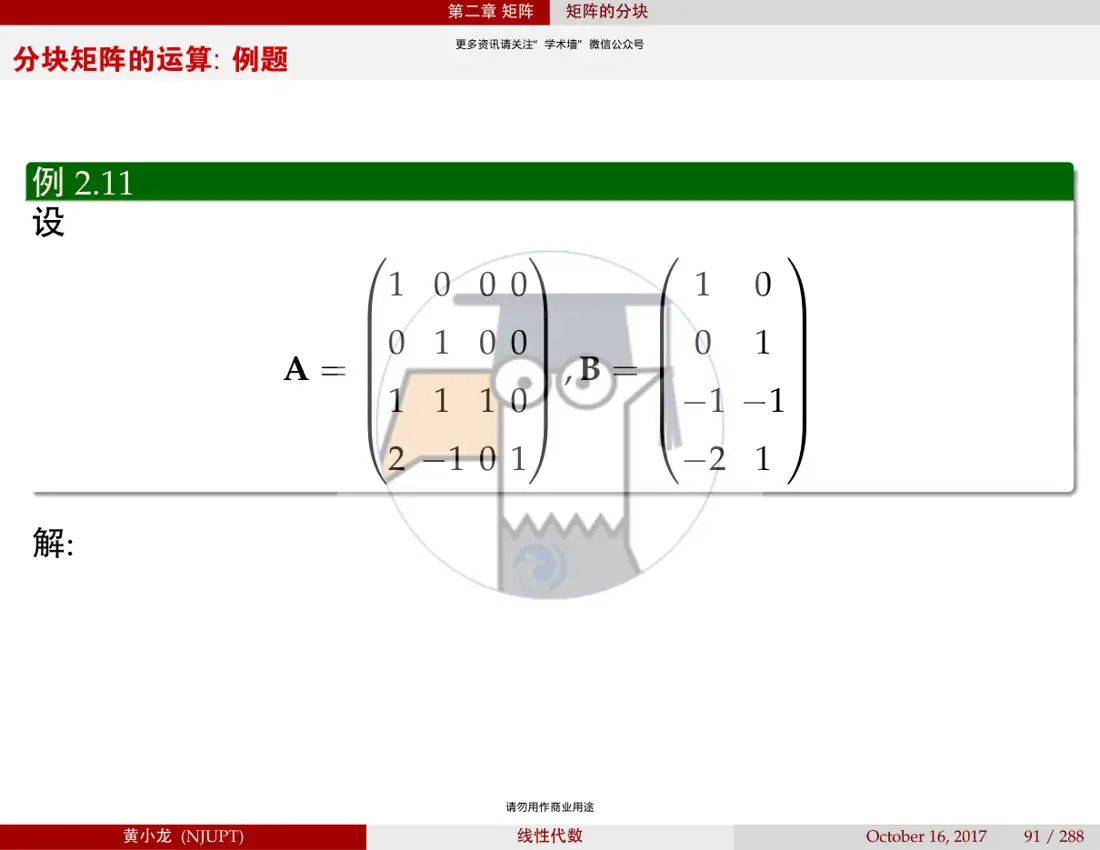 第二章 矩阵 矩阵的分块
更多资讯请关注“学术墙”微信公众号
分块矩阵的运算: 例题
例 2.11
设
1 0 0 0 1 0
0 1 0 0 0 1
A = , B =
1 1 1 0 −1 −1
2 −1 0 1 −2 1
解:
请勿用作商业用途
黄小龙 (NJUPT) 线性代数 October 16, 2017 91 / 288